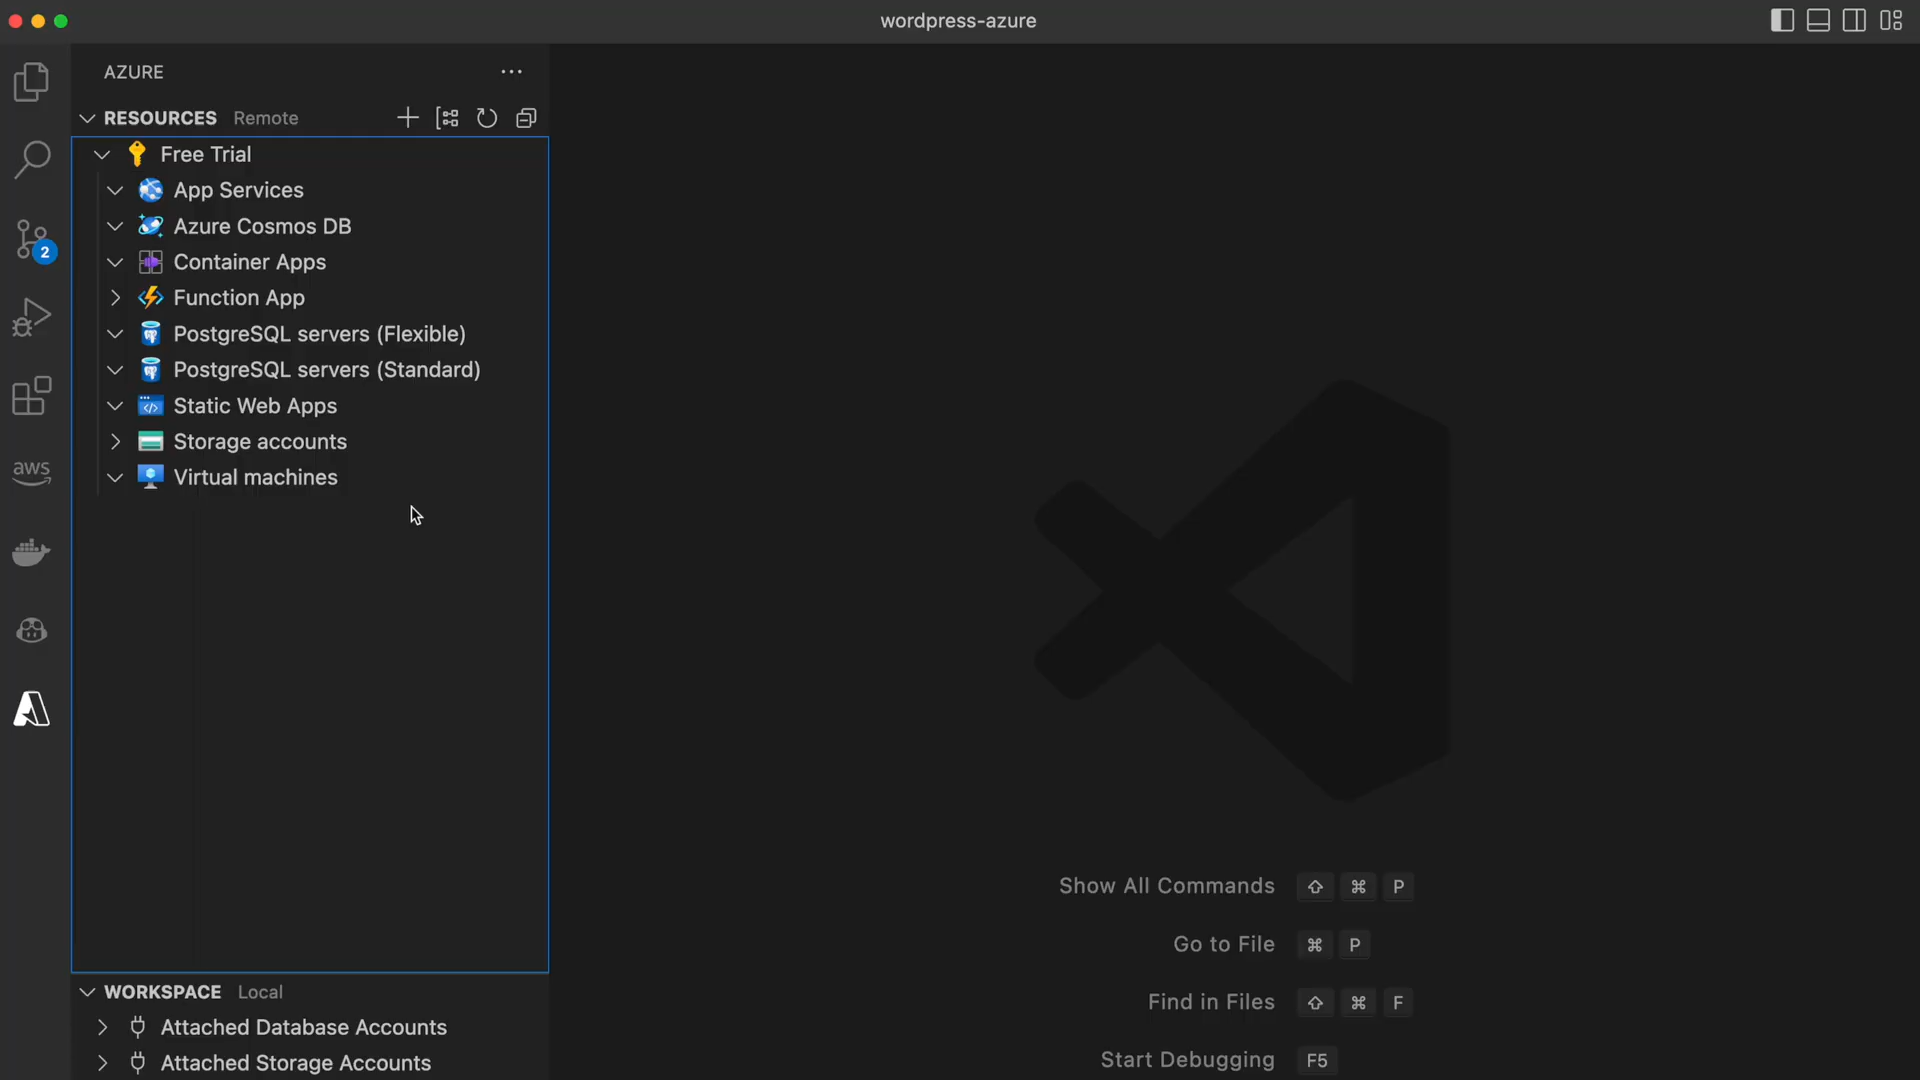 wordpress-azure
AZURE
RESOURCES Remote
Free Trial
App Services
Azure Cosmos DB
Container Apps
Function App
PostgreSQL servers (Flexible)
PostgreSQL servers (Standard)
Static Web Apps
Storage accounts
Virtual machines
2
aws
WORKSPACE Local
Attached Database Accounts
Attached Storage Accounts
Show All Commands ⇧ ⌘ P
Go to File ⌘ P
Find in Files ⇧ ⌘ F
Start Debugging F5